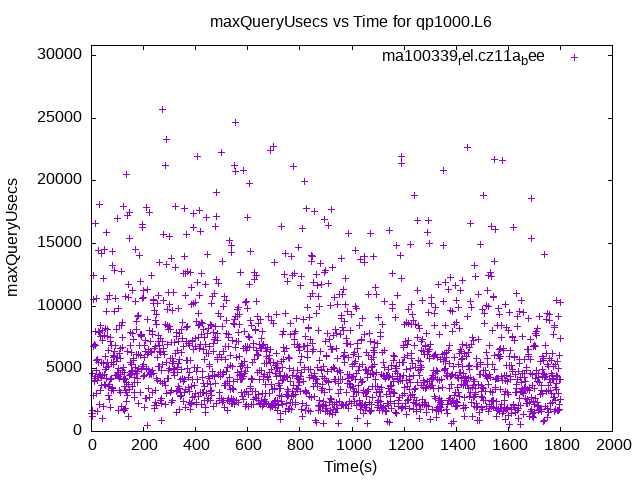 maxQueryUsecs vs Time for qp1000.L6
ma100339rel.cz11abee
30000
25000
20000
15000
10000
5000
0
maxQueryUsecs
0 200 400 600 800 1000 1200 1400 1600 1800 2000
Time(s)